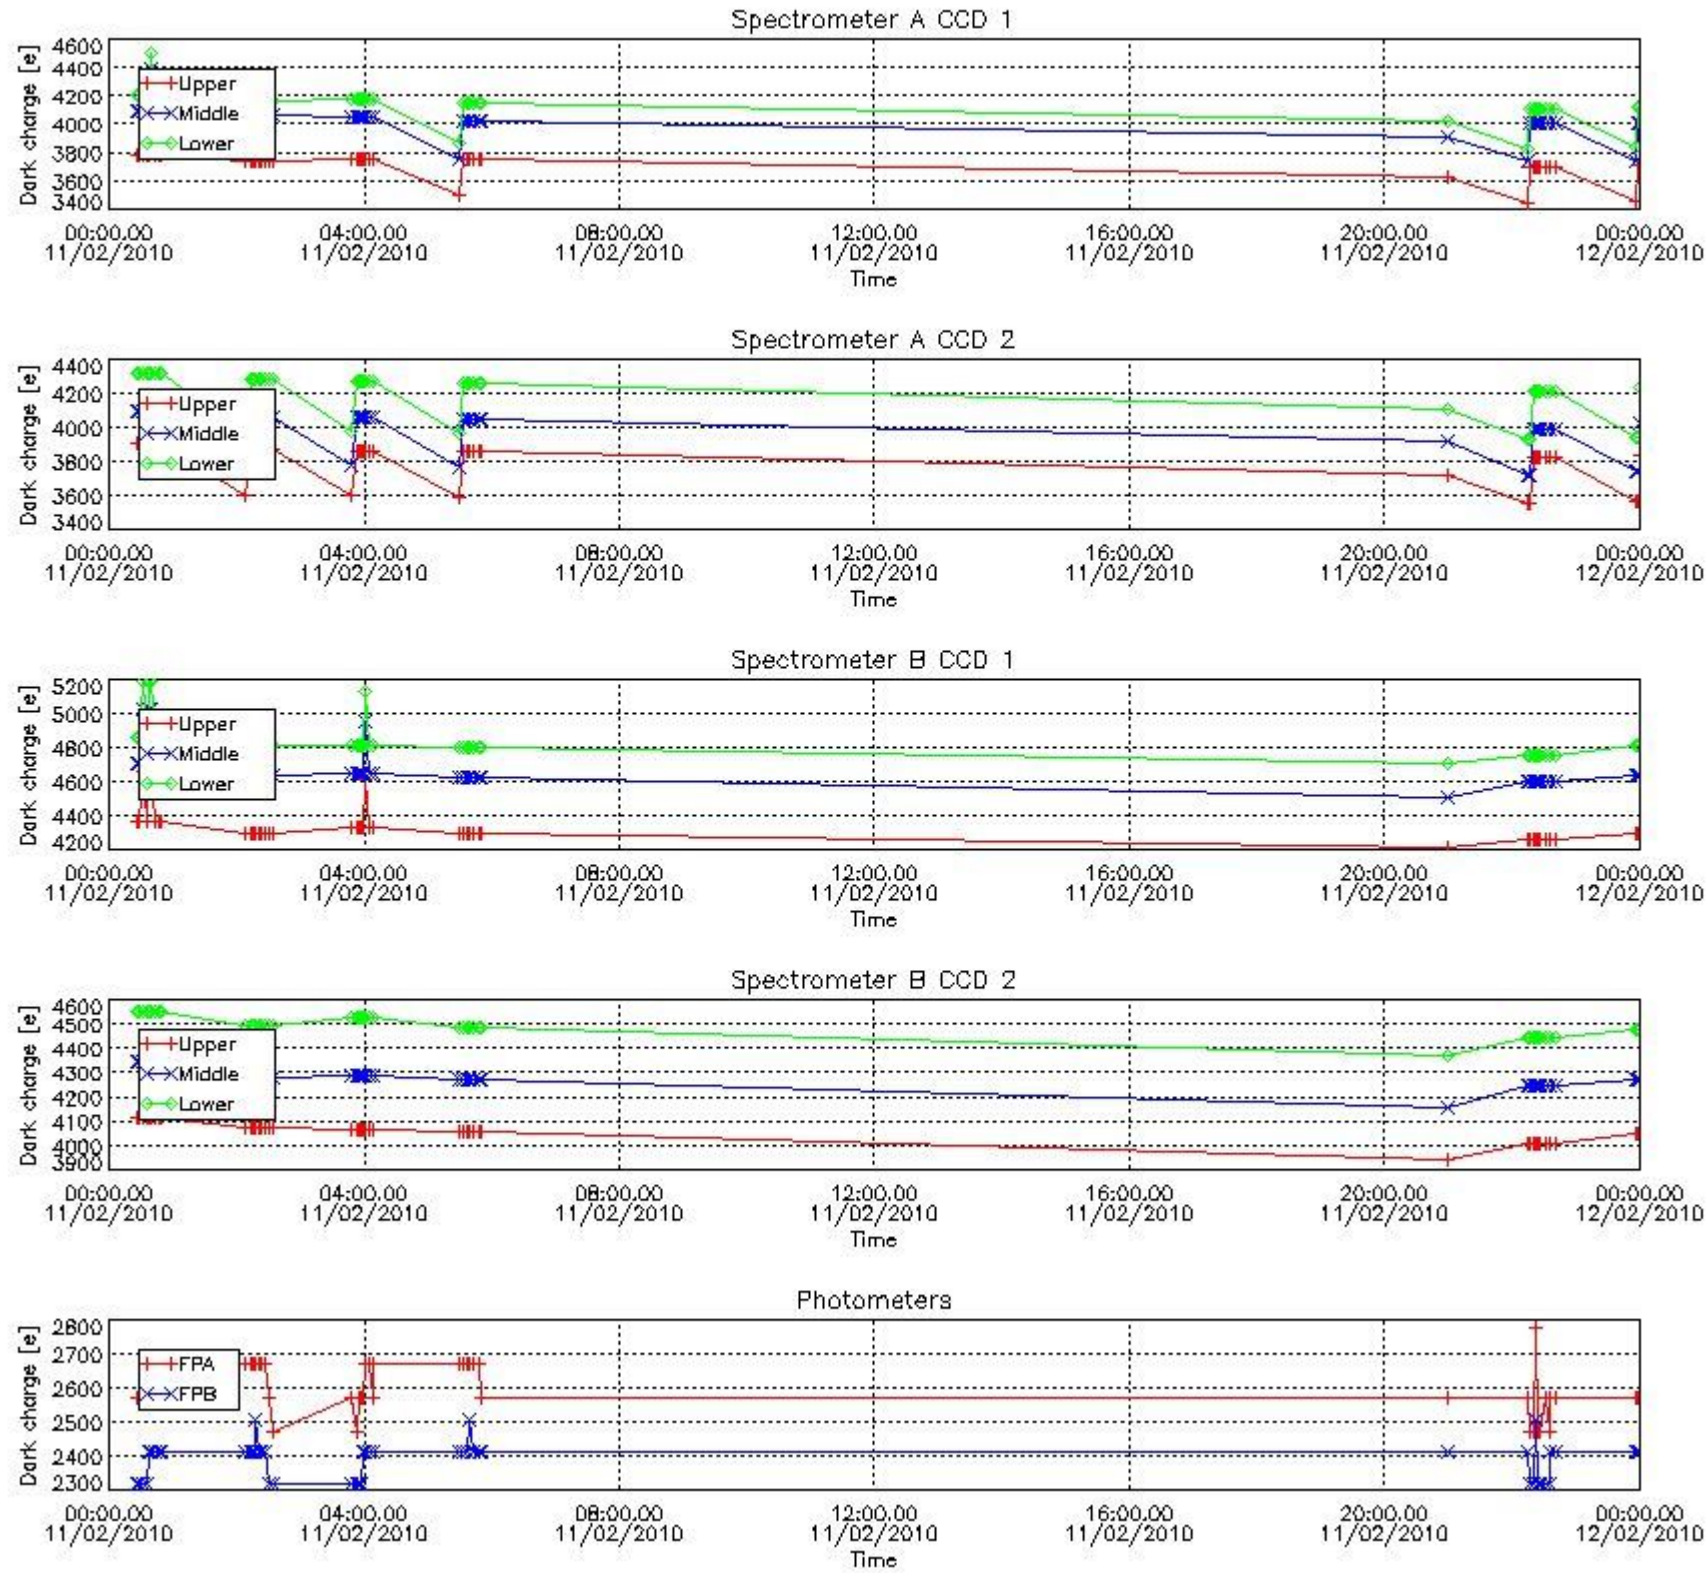 Spectrometer A CCD 1
Dark charge [e]
4600
4400
4200
4000
3800
3600
3400
Upper
Middle
Lower
00:00.00 04:00.00 08:00.00 12:00.00 16:00.00 20:00.00 00:00.00
11/02/2010 11/02/2010 11/02/2010 11/02/2010 11/02/2010 11/02/2010 12/02/2010
Time
Spectrometer A CCD 2
Dark charge [e]
4400
4200
4000
3800
3600
3400
Upper
Middle
Lower
00:00.00 04:00.00 08:00.00 12:00.00 16:00.00 20:00.00 00:00.00
11/02/2010 11/02/2010 11/02/2010 11/02/2010 11/02/2010 11/02/2010 12/02/2010
Time
Spectrometer B CCD 1
Dark charge [e]
5200
5000
4800
4600
4400
4200
Upper
Middle
Lower
00:00.00 04:00.00 08:00.00 12:00.00 16:00.00 20:00.00 00:00.00
11/02/2010 11/02/2010 11/02/2010 11/02/2010 11/02/2010 11/02/2010 12/02/2010
Time
Spectrometer B CCD 2
Dark charge [e]
4600
4500
4400
4300
4200
4100
4000
3900
Upper
Middle
Lower
00:00.00 04:00.00 08:00.00 12:00.00 16:00.00 20:00.00 00:00.00
11/02/2010 11/02/2010 11/02/2010 11/02/2010 11/02/2010 11/02/2010 12/02/2010
Time
Photometers
Dark charge [e]
2800
2700
2600
2500
2400
2300
FPA
FPB
00:00.00 04:00.00 08:00.00 12:00.00 16:00.00 20:00.00 00:00.00
11/02/2010 11/02/2010 11/02/2010 11/02/2010 11/02/2010 11/02/2010 12/02/2010
Time